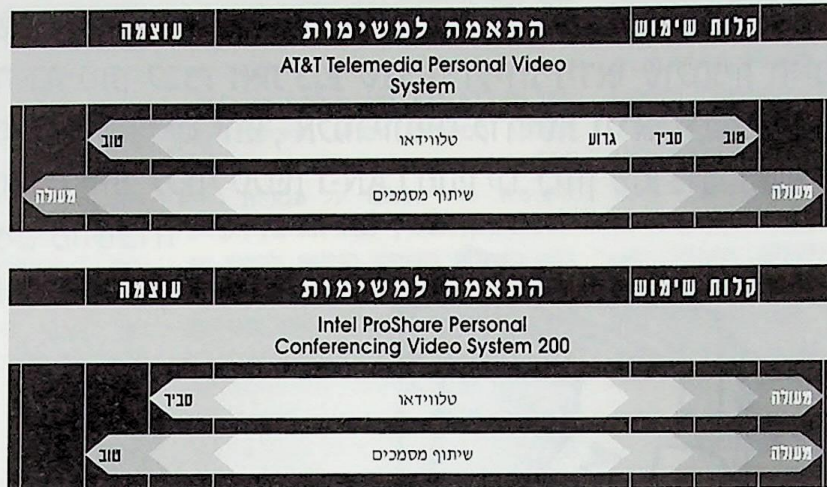 קלות שימוש התאמה למשימות עוצמה
AT&T Telemedia Personal Video
System
טוב סביר גרוע טלווידאו טוב
מעולה שיתוף מסמכים מעולה
קלות שימוש התאמה למשימות עוצמה
Intel ProShare Personal
Conferencing Video System 200
מעולה טלווידאו סביר
מעולה שיתוף מסמכים טוב